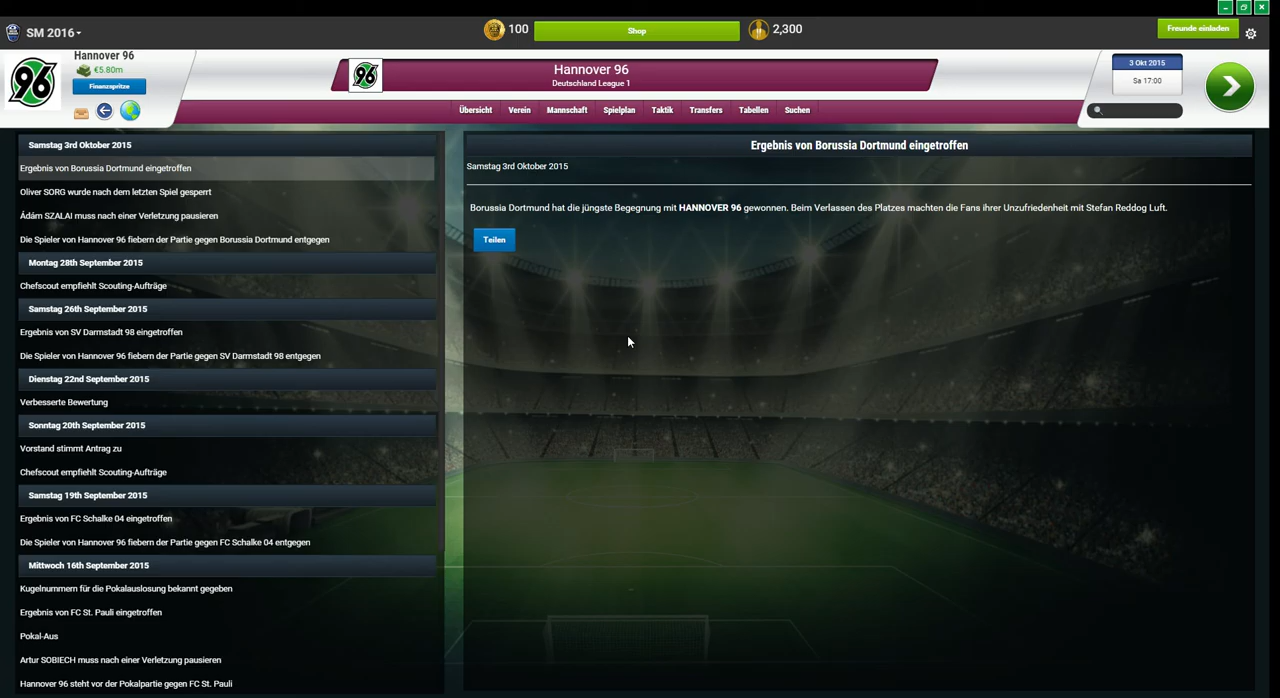 SM 2016
100
Shop
2,300
Freunde einladen
Hannover 96
€5.80m
Finanzspritze
96
96
Hannover 96
Deutschland League 1
3 Okt 2015
Sa 17:00
Übersicht Verein Mannschaft Spielplan Taktik Transfers Tabellen Suchen
Samstag 3rd Oktober 2015
Ergebnis von Borussia Dortmund eingetroffen
Oliver SORG wurde nach dem letzten Spiel gesperrt
Ádám SZALAI muss nach einer Verletzung pausieren
Die Spieler von Hannover 96 fiebern der Partie gegen Borussia Dortmund entgegen
Montag 28th September 2015
Chefscout empfiehlt Scouting-Aufträge
Samstag 26th September 2015
Ergebnis von SV Darmstadt 98 eingetroffen
Die Spieler von Hannover 96 fiebern der Partie gegen SV Darmstadt 98 entgegen
Dienstag 22nd September 2015
Verbesserte Bewertung
Sonntag 20th September 2015
Vorstand stimmt Antrag zu
Chefscout empfiehlt Scouting-Aufträge
Samstag 19th September 2015
Ergebnis von FC Schalke 04 eingetroffen
Die Spieler von Hannover 96 fiebern der Partie gegen FC Schalke 04 entgegen
Mittwoch 16th September 2015
Kugelnummern für die Pokalauslosung bekannt gegeben
Ergebnis von FC St. Pauli eingetroffen
Pokal-Aus
Artur SOBIECH muss nach einer Verletzung pausieren
Hannover 96 steht vor der Pokalpartie gegen FC St. Pauli
Ergebnis von Borussia Dortmund eingetroffen
Samstag 3rd Oktober 2015
Borussia Dortmund hat die jüngste Begegnung mit HANNOVER 96 gewonnen. Beim Verlassen des Platzes machten die Fans ihrer Unzufriedenheit mit Stefan Reddog Luft.
Teilen